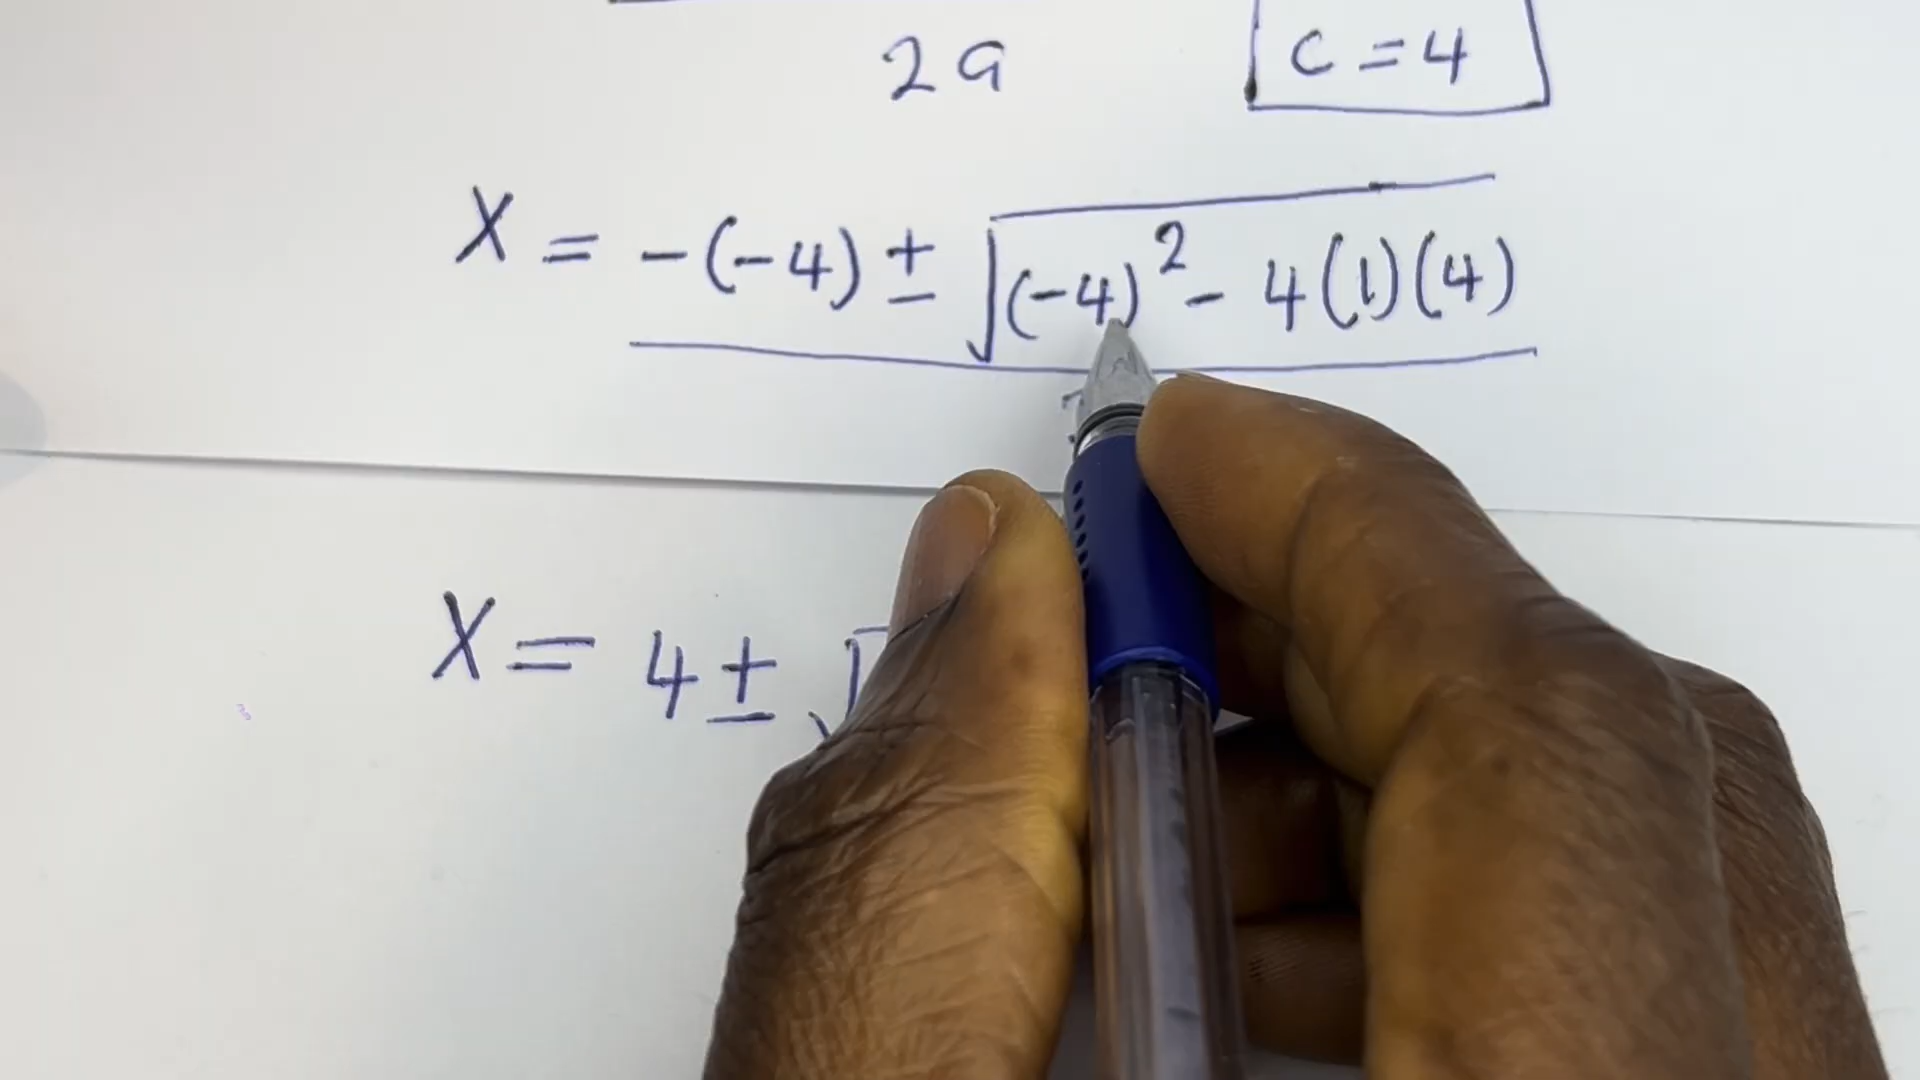 2a
c = 4
X = -(-4) ± √(-4)² - 4(1)(4)
X = 4 ± √